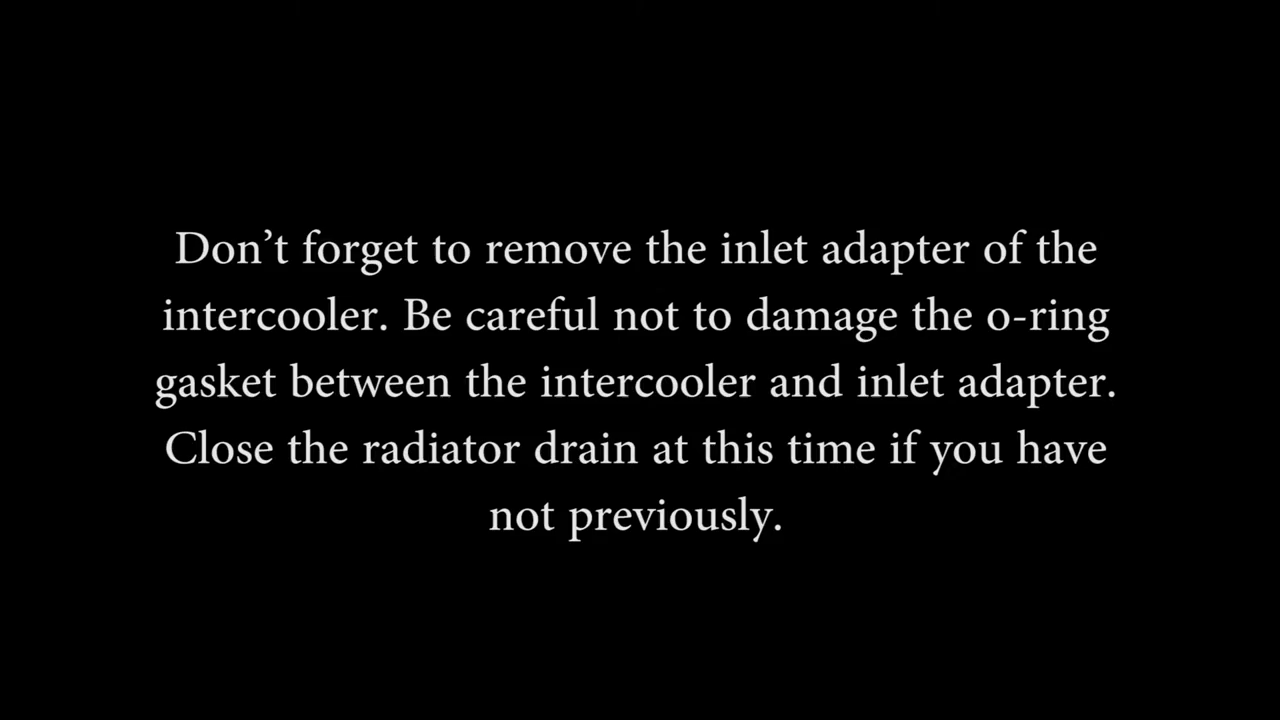 Don’t forget to remove the inlet adapter of the
intercooler. Be careful not to damage the o-ring
gasket between the intercooler and inlet adapter.
Close the radiator drain at this time if you have
not previously.